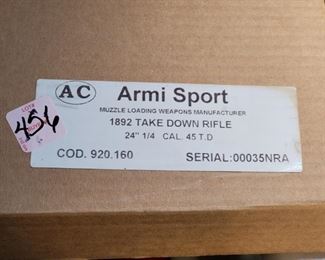 AC Armi Sport
MUZZLE LOADING WEAPONS MANUFACTURER
1892 TAKE DOWN RIFLE
24" 1/4 CAL. 45 T.D
COD. 920.160 SERIAL:00035NRA
456